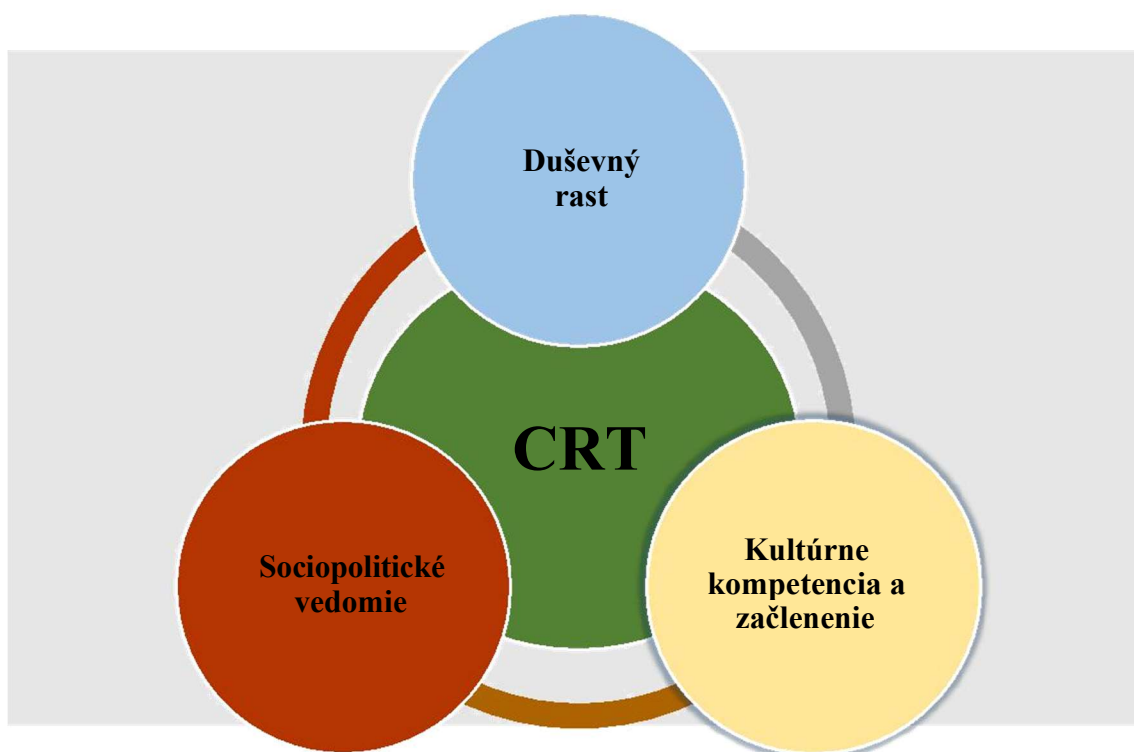 Duševný
rast
CRT
Sociopolitické
vedomie
Kultúrne
kompetencia a
začlenenie